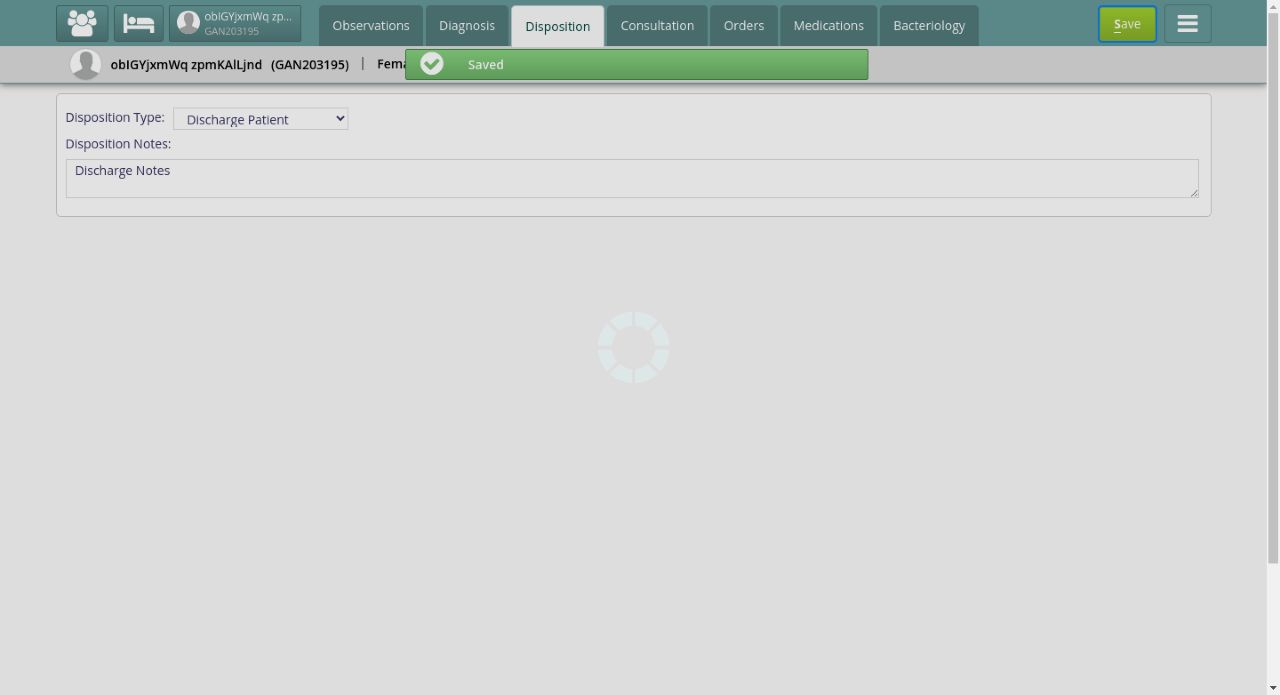 obIGYjxmWq zp...
GAN203195
Observations
Diagnosis
Disposition
Consultation
Orders
Medications
Bacteriology
Save
obIGYjxmWq zpmKAlLjnd (GAN203195) | Fema
Saved
Disposition Type: Discharge Patient
Disposition Notes:
Discharge Notes